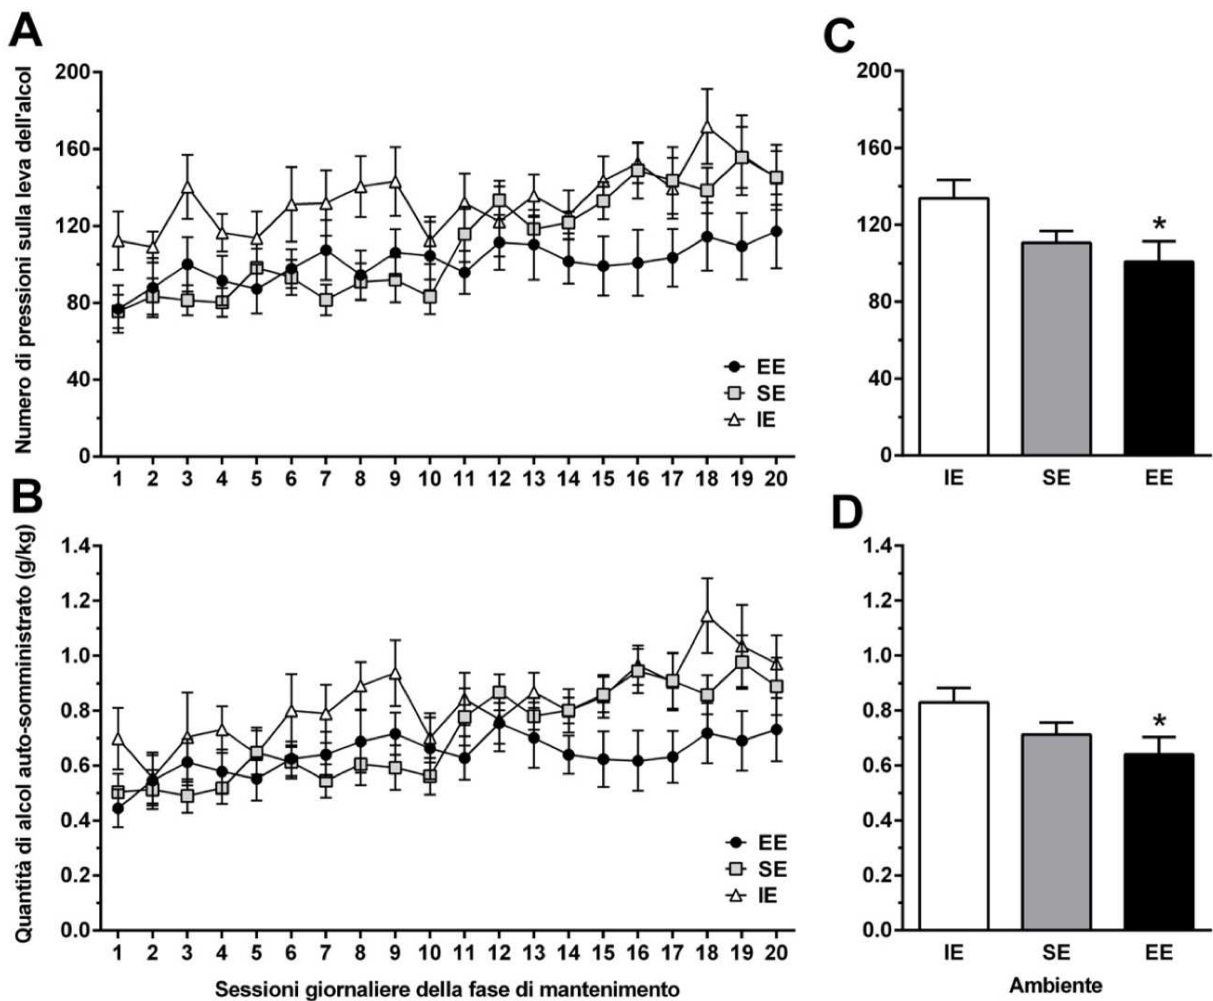 A
Numero di pressioni sulla leva dell'alcol
200
160
120
80
40
0
EE
SE
IE
1 2 3 4 5 6 7 8 9 10 11 12 13 14 15 16 17 18 19 20
C
200
160
120
80
40
0
*
IE SE EE
B
Quantità di alcol auto-somministrato (g/kg)
1.4
1.2
1.0
0.8
0.6
0.4
0.2
0.0
EE
SE
IE
1 2 3 4 5 6 7 8 9 10 11 12 13 14 15 16 17 18 19 20
Sessioni giornaliere della fase di mantenimento
D
1.4
1.2
1.0
0.8
0.6
0.4
0.2
0.0
*
IE SE EE
Ambiente